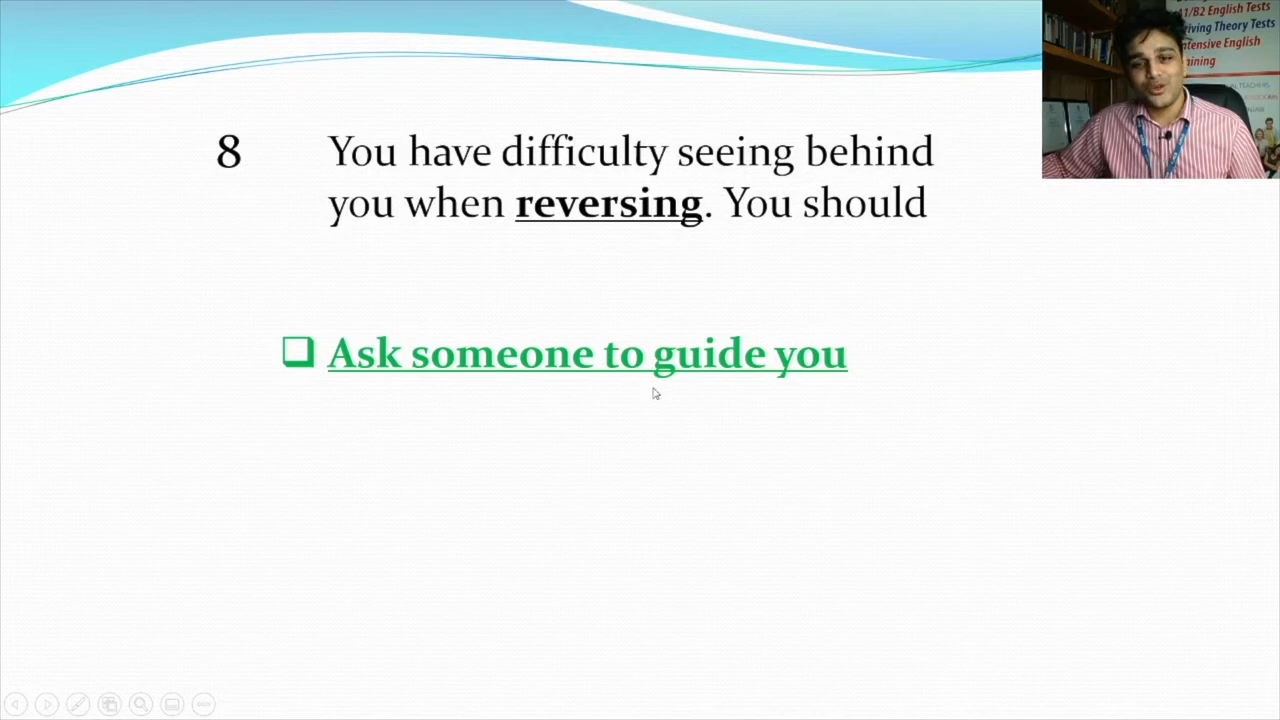 8 You have difficulty seeing behind
you when reversing. You should
Ask someone to guide you
A1/B2 English Tests
Driving Theory Tests
Intensive English